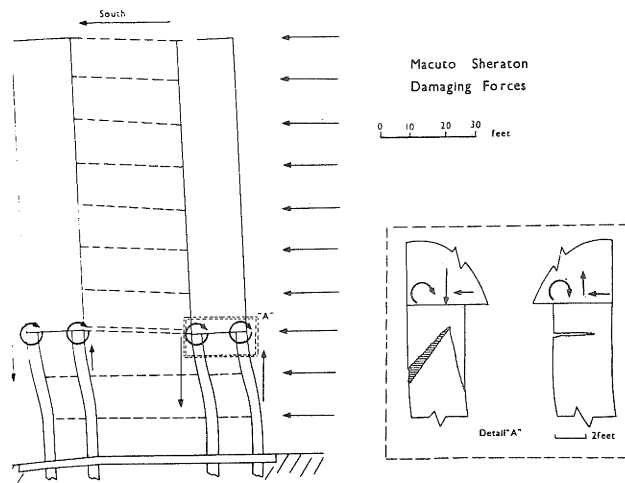 South
Macuto Sheraton
Damaging Forces
0 10 20 30 feet
"A"
Detail"A"
2feet